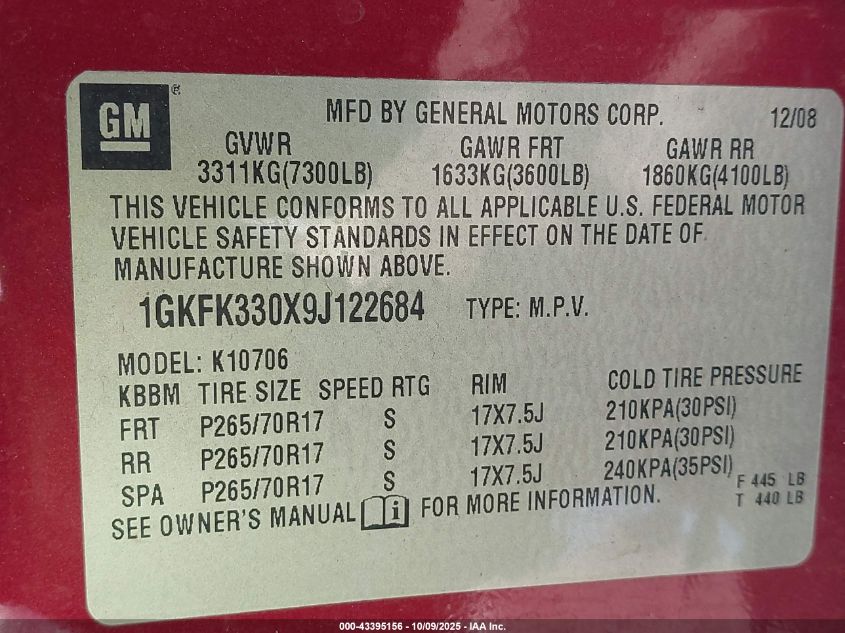 GM ®
MFD BY GENERAL MOTORS CORP. 12/08
GVWR GAWR FRT GAWR RR
3311KG(7300LB) 1633KG(3600LB) 1860KG(4100LB)
THIS VEHICLE CONFORMS TO ALL APPLICABLE U.S. FEDERAL MOTOR
VEHICLE SAFETY STANDARDS IN EFFECT ON THE DATE OF
MANUFACTURE SHOWN ABOVE.
1GKFK330X9J122684 TYPE: M.P.V.
MODEL: K10706
KBBM TIRE SIZE SPEED RTG RIM COLD TIRE PRESSURE
FRT P265/70R17 S 17X7.5J 210KPA(30PSI)
RR P265/70R17 S 17X7.5J 210KPA(30PSI)
SPA P265/70R17 S 17X7.5J 240KPA(35PSI)
F 445 LB
T 440 LB
SEE OWNER'S MANUAL i FOR MORE INFORMATION.
000-43395156 - 10/09/2025 - IAA Inc.